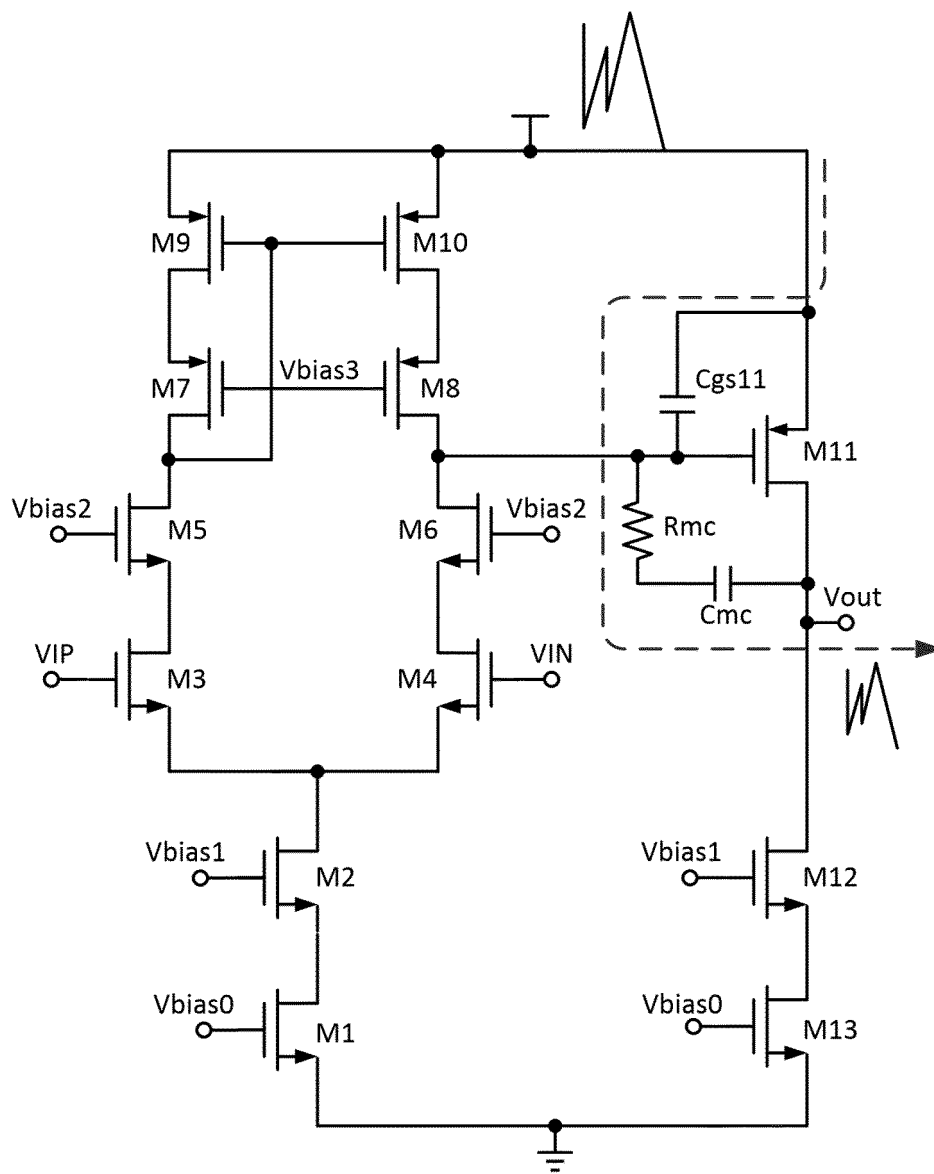 M9
M10
M7
Vbias3
M8
Cgs11
M11
Vbias2
M5
M6
Vbias2
Rmc
Cmc
Vout
VIP
M3
M4
VIN
Vbias1
M2
Vbias1
M12
Vbias0
M1
Vbias0
M13